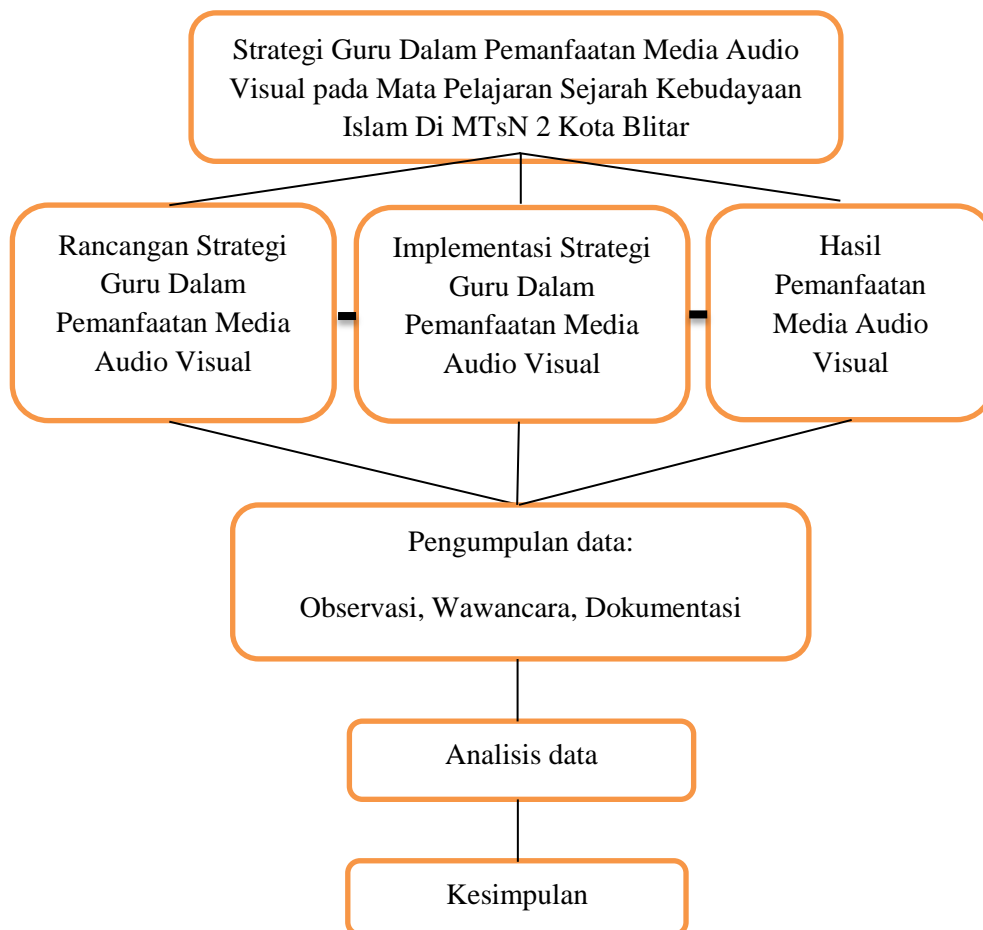 Strategi Guru Dalam Pemanfaatan Media Audio
Visual pada Mata Pelajaran Sejarah Kebudayaan
Islam Di MTsN 2 Kota Blitar
Rancangan Strategi
Guru Dalam
Pemanfaatan Media
Audio Visual
Implementasi Strategi
Guru Dalam
Pemanfaatan Media
Audio Visual
Hasil
Pemanfaatan
Media Audio
Visual
Pengumpulan data:
Observasi, Wawancara, Dokumentasi
Analisis data
Kesimpulan